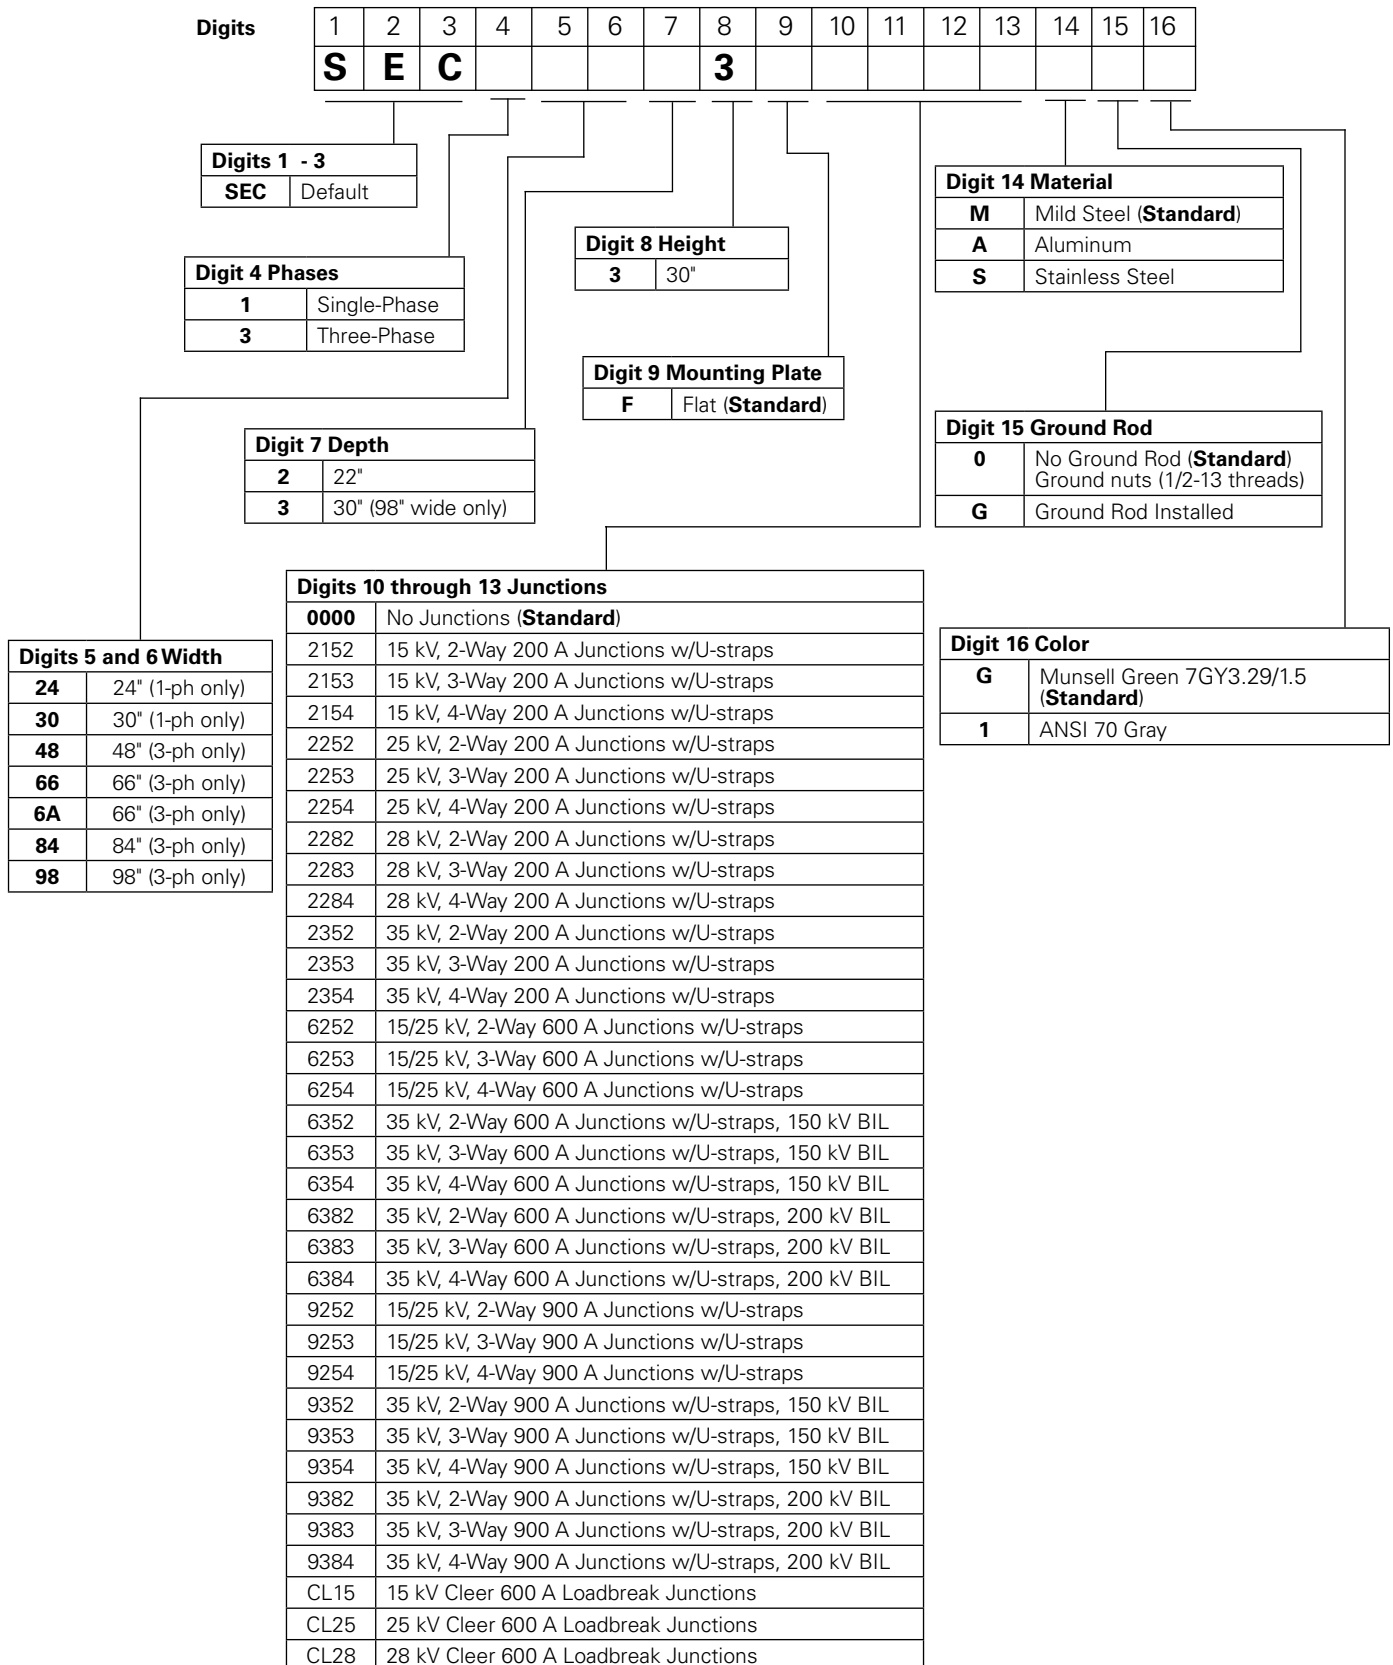 Digits 1 2 3 4 5 6 7 8 9 10 11 12 13 14 15 16
S E C 3
Digits 1 - 3
SEC Default
Digit 4 Phases
1 Single-Phase
3 Three-Phase
Digit 8 Height
3 30"
Digit 14 Material
M Mild Steel (Standard)
A Aluminum
S Stainless Steel
Digit 9 Mounting Plate
F Flat (Standard)
Digit 7 Depth
2 22"
3 30" (98" wide only)
Digit 15 Ground Rod
0 No Ground Rod (Standard)
Ground nuts (1/2-13 threads)
G Ground Rod Installed
Digits 5 and 6 Width
24 24" (1-ph only)
30 30" (1-ph only)
48 48" (3-ph only)
66 66" (3-ph only)
6A 66" (3-ph only)
84 84" (3-ph only)
98 98" (3-ph only)
Digits 10 through 13 Junctions
0000 No Junctions (Standard)
2152 15 kV, 2-Way 200 A Junctions w/U-straps
2153 15 kV, 3-Way 200 A Junctions w/U-straps
2154 15 kV, 4-Way 200 A Junctions w/U-straps
2252 25 kV, 2-Way 200 A Junctions w/U-straps
2253 25 kV, 3-Way 200 A Junctions w/U-straps
2254 25 kV, 4-Way 200 A Junctions w/U-straps
2282 28 kV, 2-Way 200 A Junctions w/U-straps
2283 28 kV, 3-Way 200 A Junctions w/U-straps
2284 28 kV, 4-Way 200 A Junctions w/U-straps
2352 35 kV, 2-Way 200 A Junctions w/U-straps
2353 35 kV, 3-Way 200 A Junctions w/U-straps
2354 35 kV, 4-Way 200 A Junctions w/U-straps
6252 15/25 kV, 2-Way 600 A Junctions w/U-straps
6253 15/25 kV, 3-Way 600 A Junctions w/U-straps
6254 15/25 kV, 4-Way 600 A Junctions w/U-straps
6352 35 kV, 2-Way 600 A Junctions w/U-straps, 150 kV BIL
6353 35 kV, 3-Way 600 A Junctions w/U-straps, 150 kV BIL
6354 35 kV, 4-Way 600 A Junctions w/U-straps, 150 kV BIL
6382 35 kV, 2-Way 600 A Junctions w/U-straps, 200 kV BIL
6383 35 kV, 3-Way 600 A Junctions w/U-straps, 200 kV BIL
6384 35 kV, 4-Way 600 A Junctions w/U-straps, 200 kV BIL
9252 15/25 kV, 2-Way 900 A Junctions w/U-straps
9253 15/25 kV, 3-Way 900 A Junctions w/U-straps
9254 15/25 kV, 4-Way 900 A Junctions w/U-straps
9352 35 kV, 2-Way 900 A Junctions w/U-straps, 150 kV BIL
9353 35 kV, 3-Way 900 A Junctions w/U-straps, 150 kV BIL
9354 35 kV, 4-Way 900 A Junctions w/U-straps, 150 kV BIL
9382 35 kV, 2-Way 900 A Junctions w/U-straps, 200 kV BIL
9383 35 kV, 3-Way 900 A Junctions w/U-straps, 200 kV BIL
9384 35 kV, 4-Way 900 A Junctions w/U-straps, 200 kV BIL
CL15 15 kV Cleer 600 A Loadbreak Junctions
CL25 25 kV Cleer 600 A Loadbreak Junctions
CL28 28 kV Cleer 600 A Loadbreak Junctions
Digit 16 Color
G Munsell Green 7GY3.29/1.5
(Standard)
1 ANSI 70 Gray